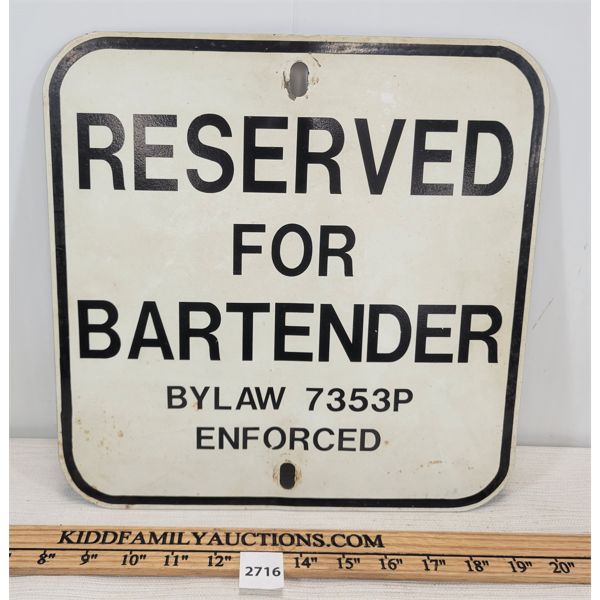 RESERVED
FOR
BARTENDER
BYLAW 7353P
ENFORCED
KIDDFAMILYAUCTIONS.COM
8" 9" 10" 11" 12" 14" 15" 16" 17" 18" 19" 20"
2716